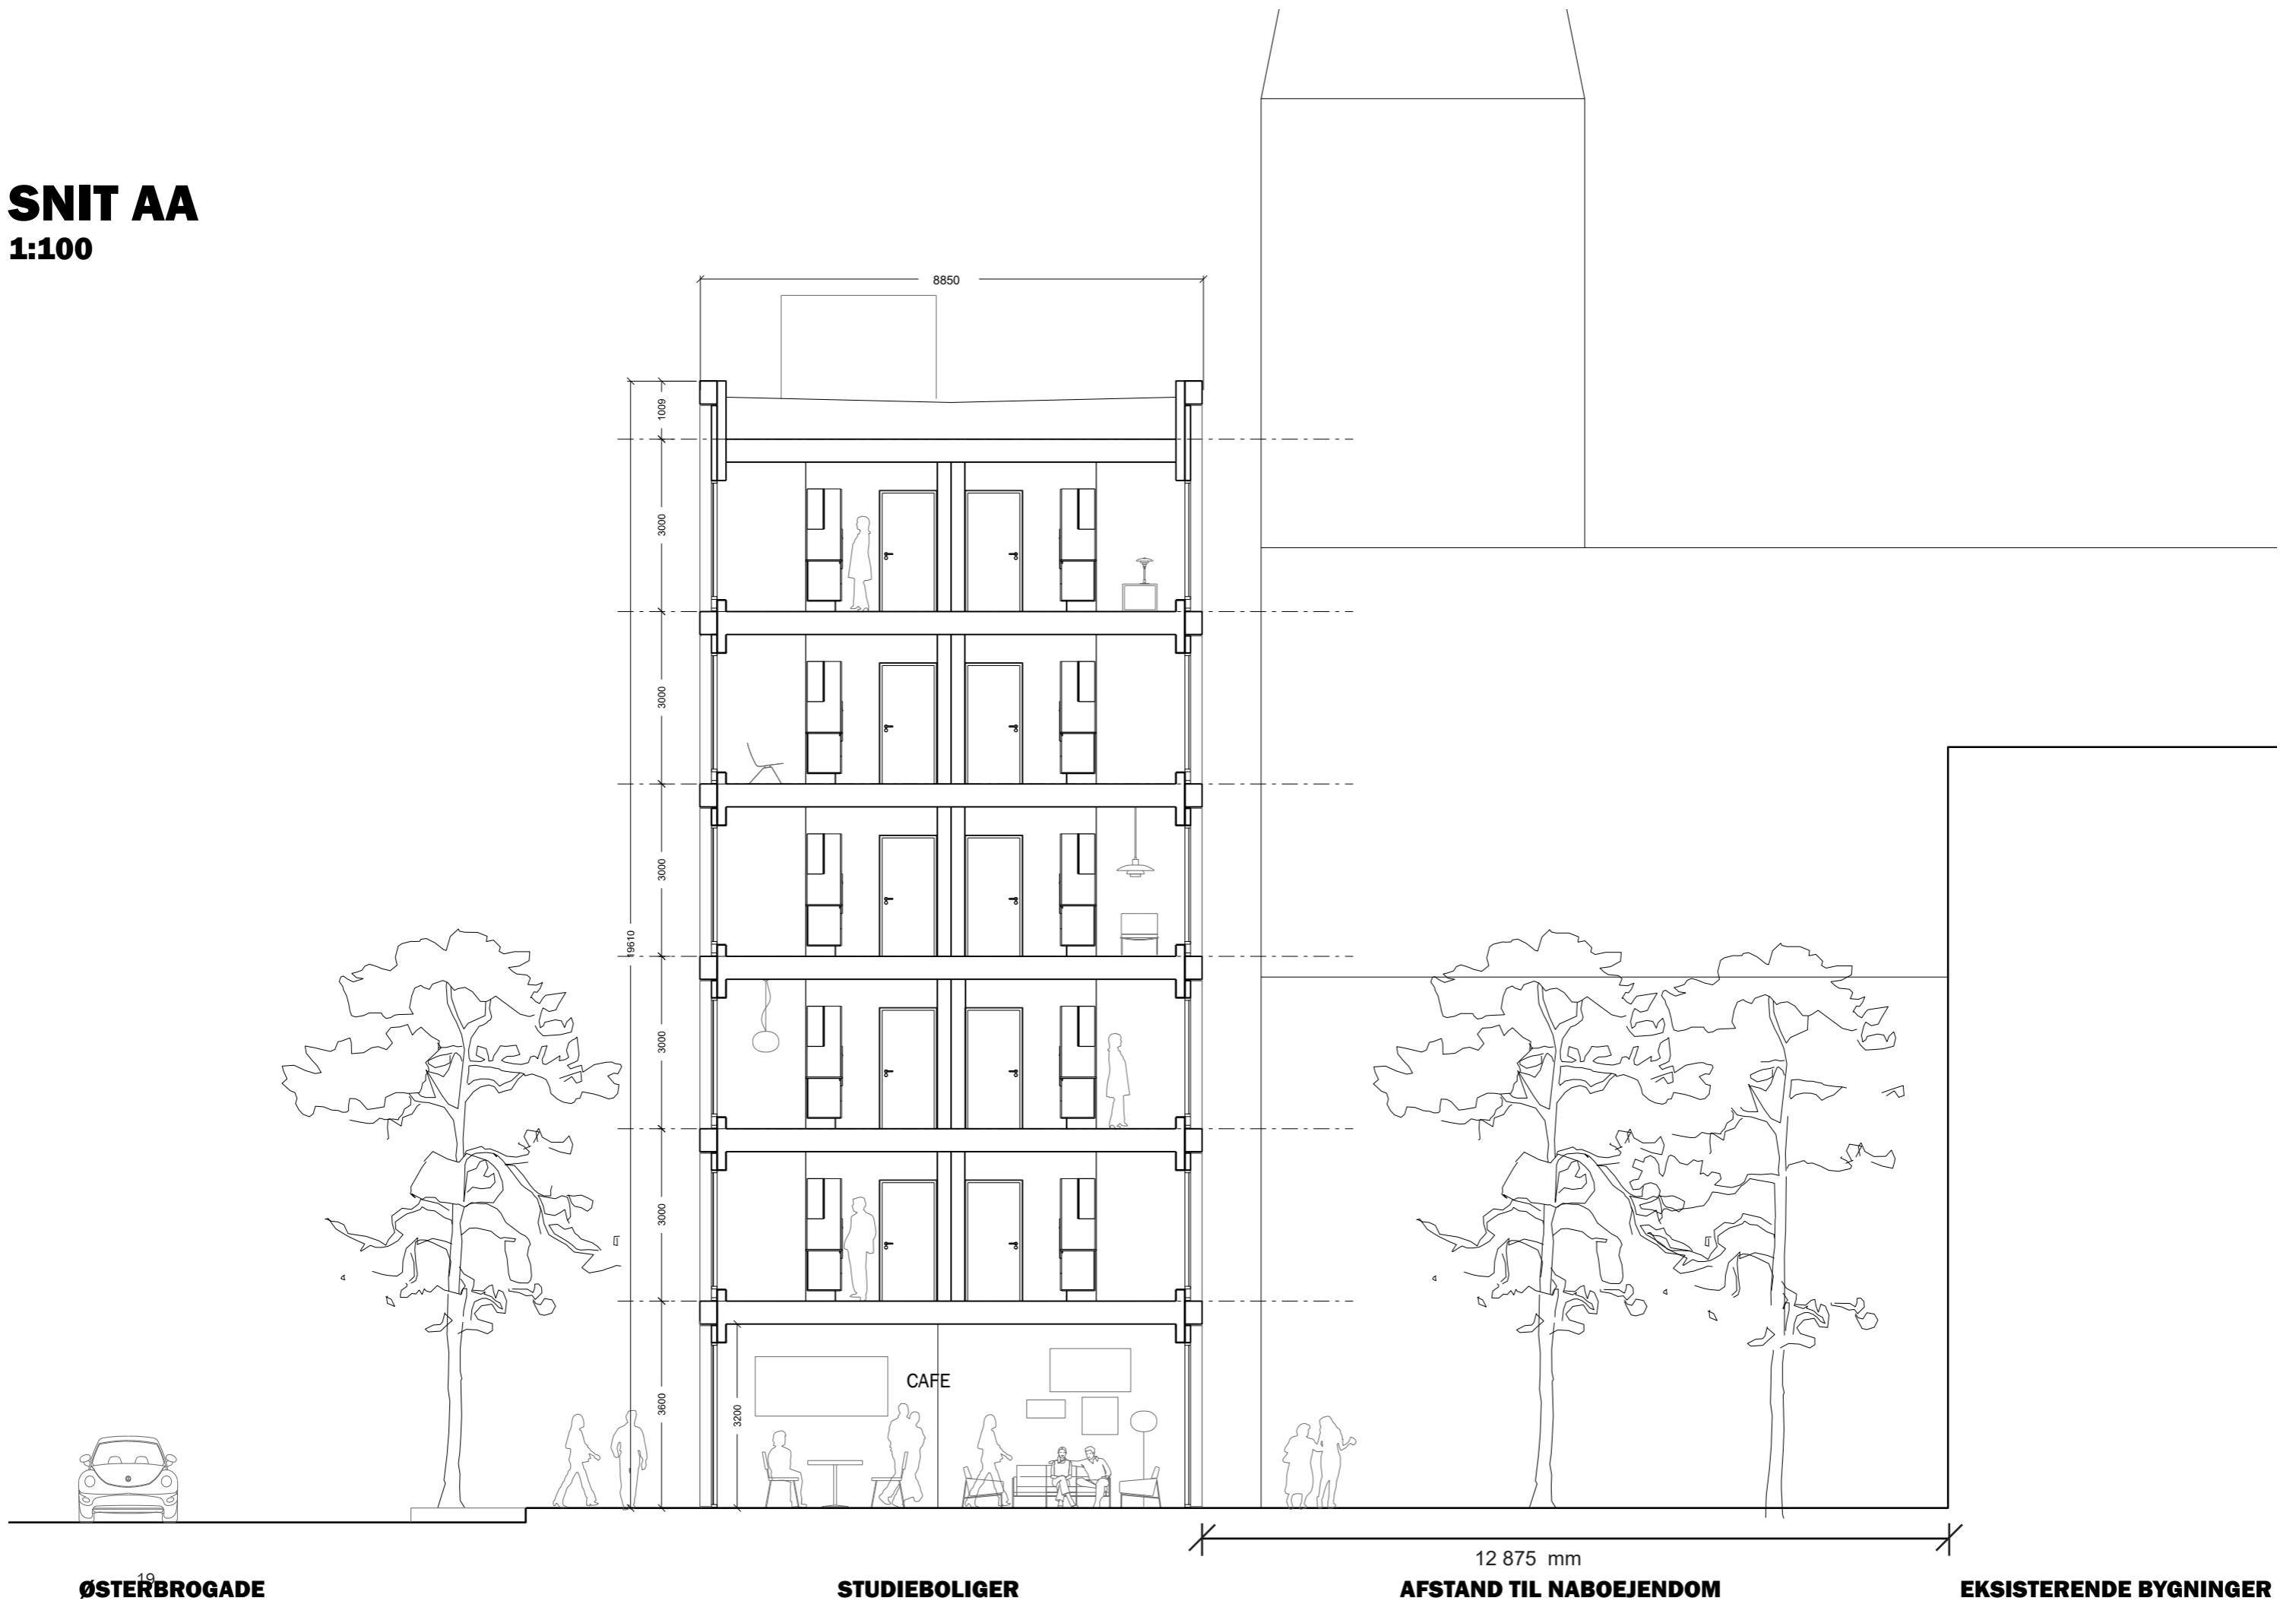 SNIT AA
1:100
8850
1009
3000
3000
3000
19610
3000
3000
CAFE
3600
3200
12 875 mm
19
ØSTERBROGADE
STUDIEBOLIGER
AFSTAND TIL NABOEJENDOM
EKSISTERENDE BYGNINGER